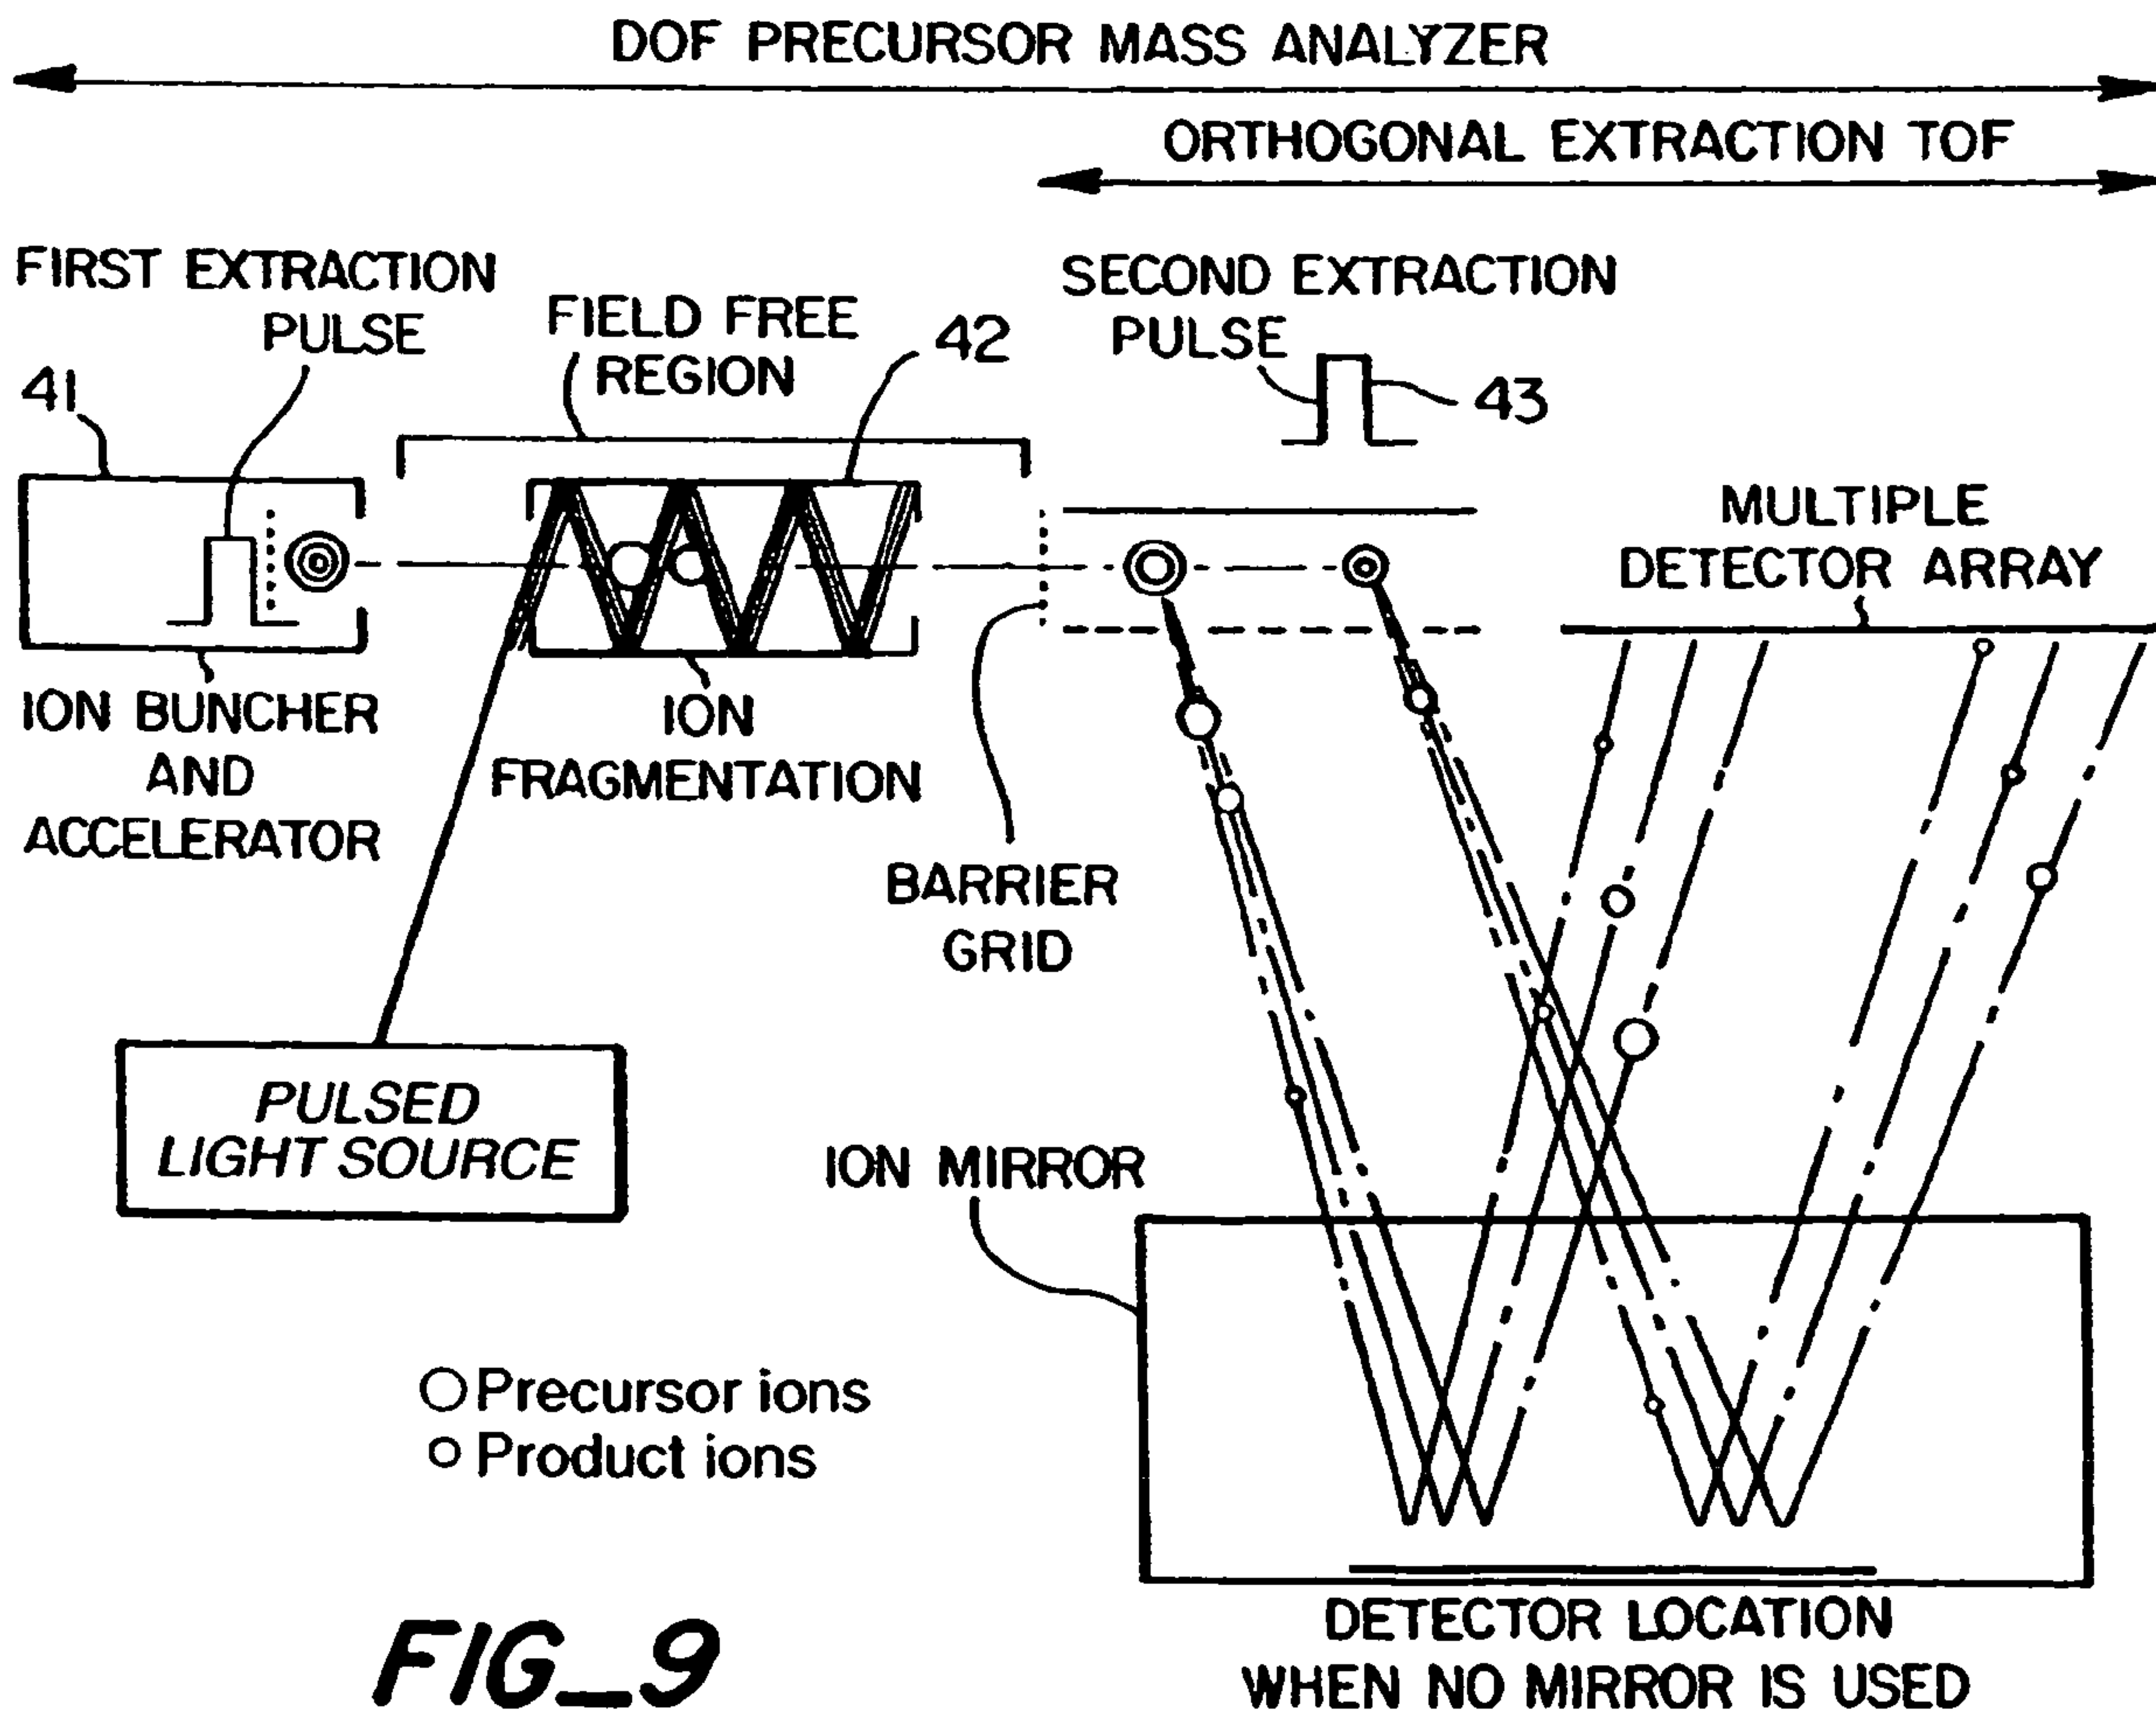 DOF PRECURSOR MASS ANALYZER
ORTHOGONAL EXTRACTION TOF
FIRST EXTRACTION
PULSE
FIELD FREE
REGION
42
SECOND EXTRACTION
PULSE
43
41
MULTIPLE
DETECTOR ARRAY
ION BUNCHER
AND
ACCELERATOR
ION
FRAGMENTATION
BARRIER
GRID
PULSED
LIGHT SOURCE
ION MIRROR
Precursor ions
Product ions
DETECTOR LOCATION
WHEN NO MIRROR IS USED
FIG_9